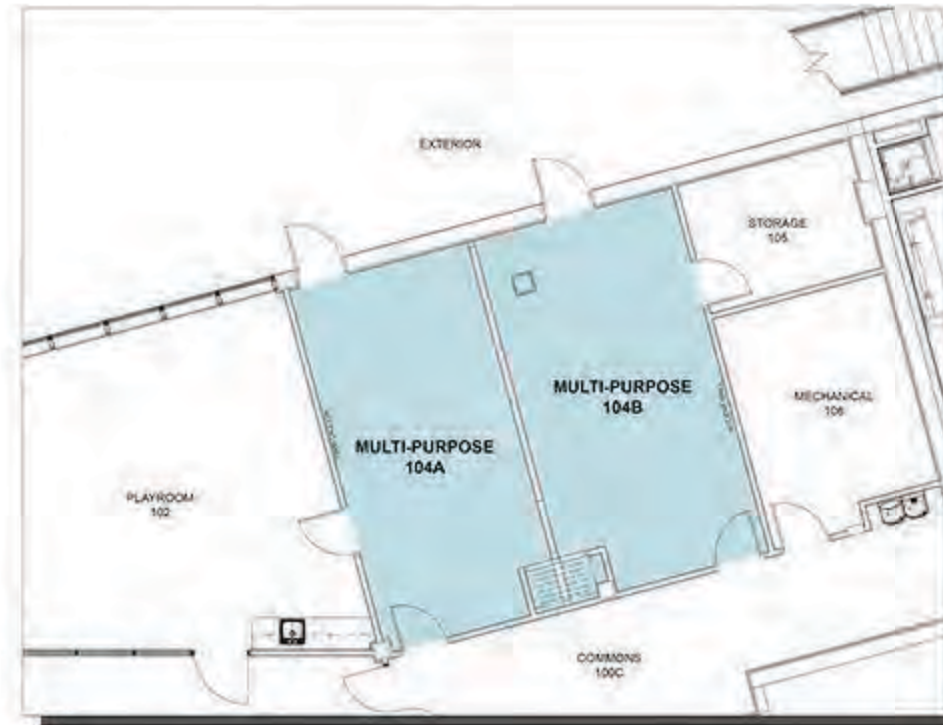 EXTERIOR
STORAGE
105
MULTI-PURPOSE
104B
MECHANICAL
106
MULTI-PURPOSE
104A
PLAYROOM
102
COMMONS
100C